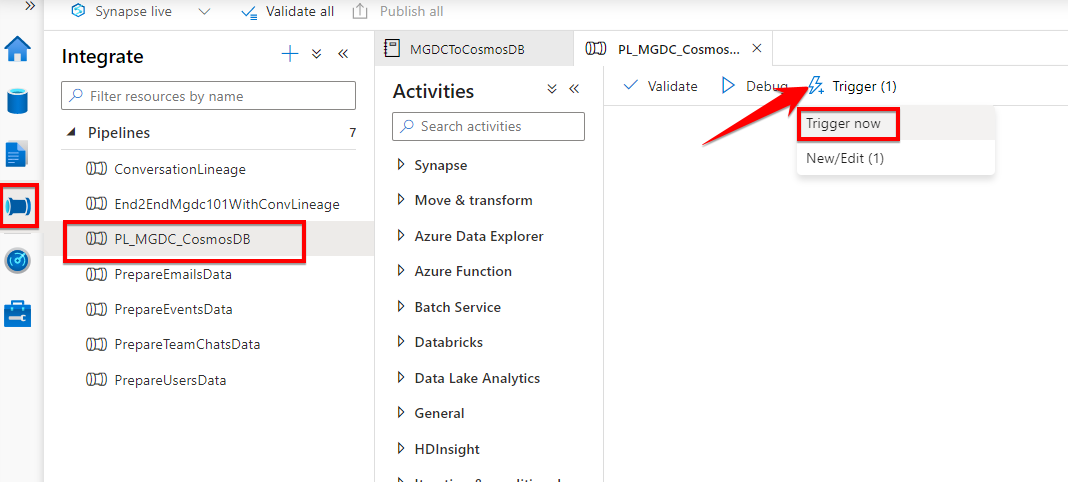 Synapse live
Validate all
Publish all
Integrate
Filter resources by name
Pipelines 7
ConversationLineage
End2EndMgdc101WithConvLineage
PL_MGDC_CosmosDB
PrepareEmailsData
PrepareEventsData
PrepareTeamChatsData
PrepareUsersData
MGDCToCosmosDB
PL_MGDC_Cosmos...
Activities
Search activities
Synapse
Move & transform
Azure Data Explorer
Azure Function
Batch Service
Databricks
Data Lake Analytics
General
HDInsight
Validate
Debug
Trigger (1)
Trigger now
New/Edit (1)